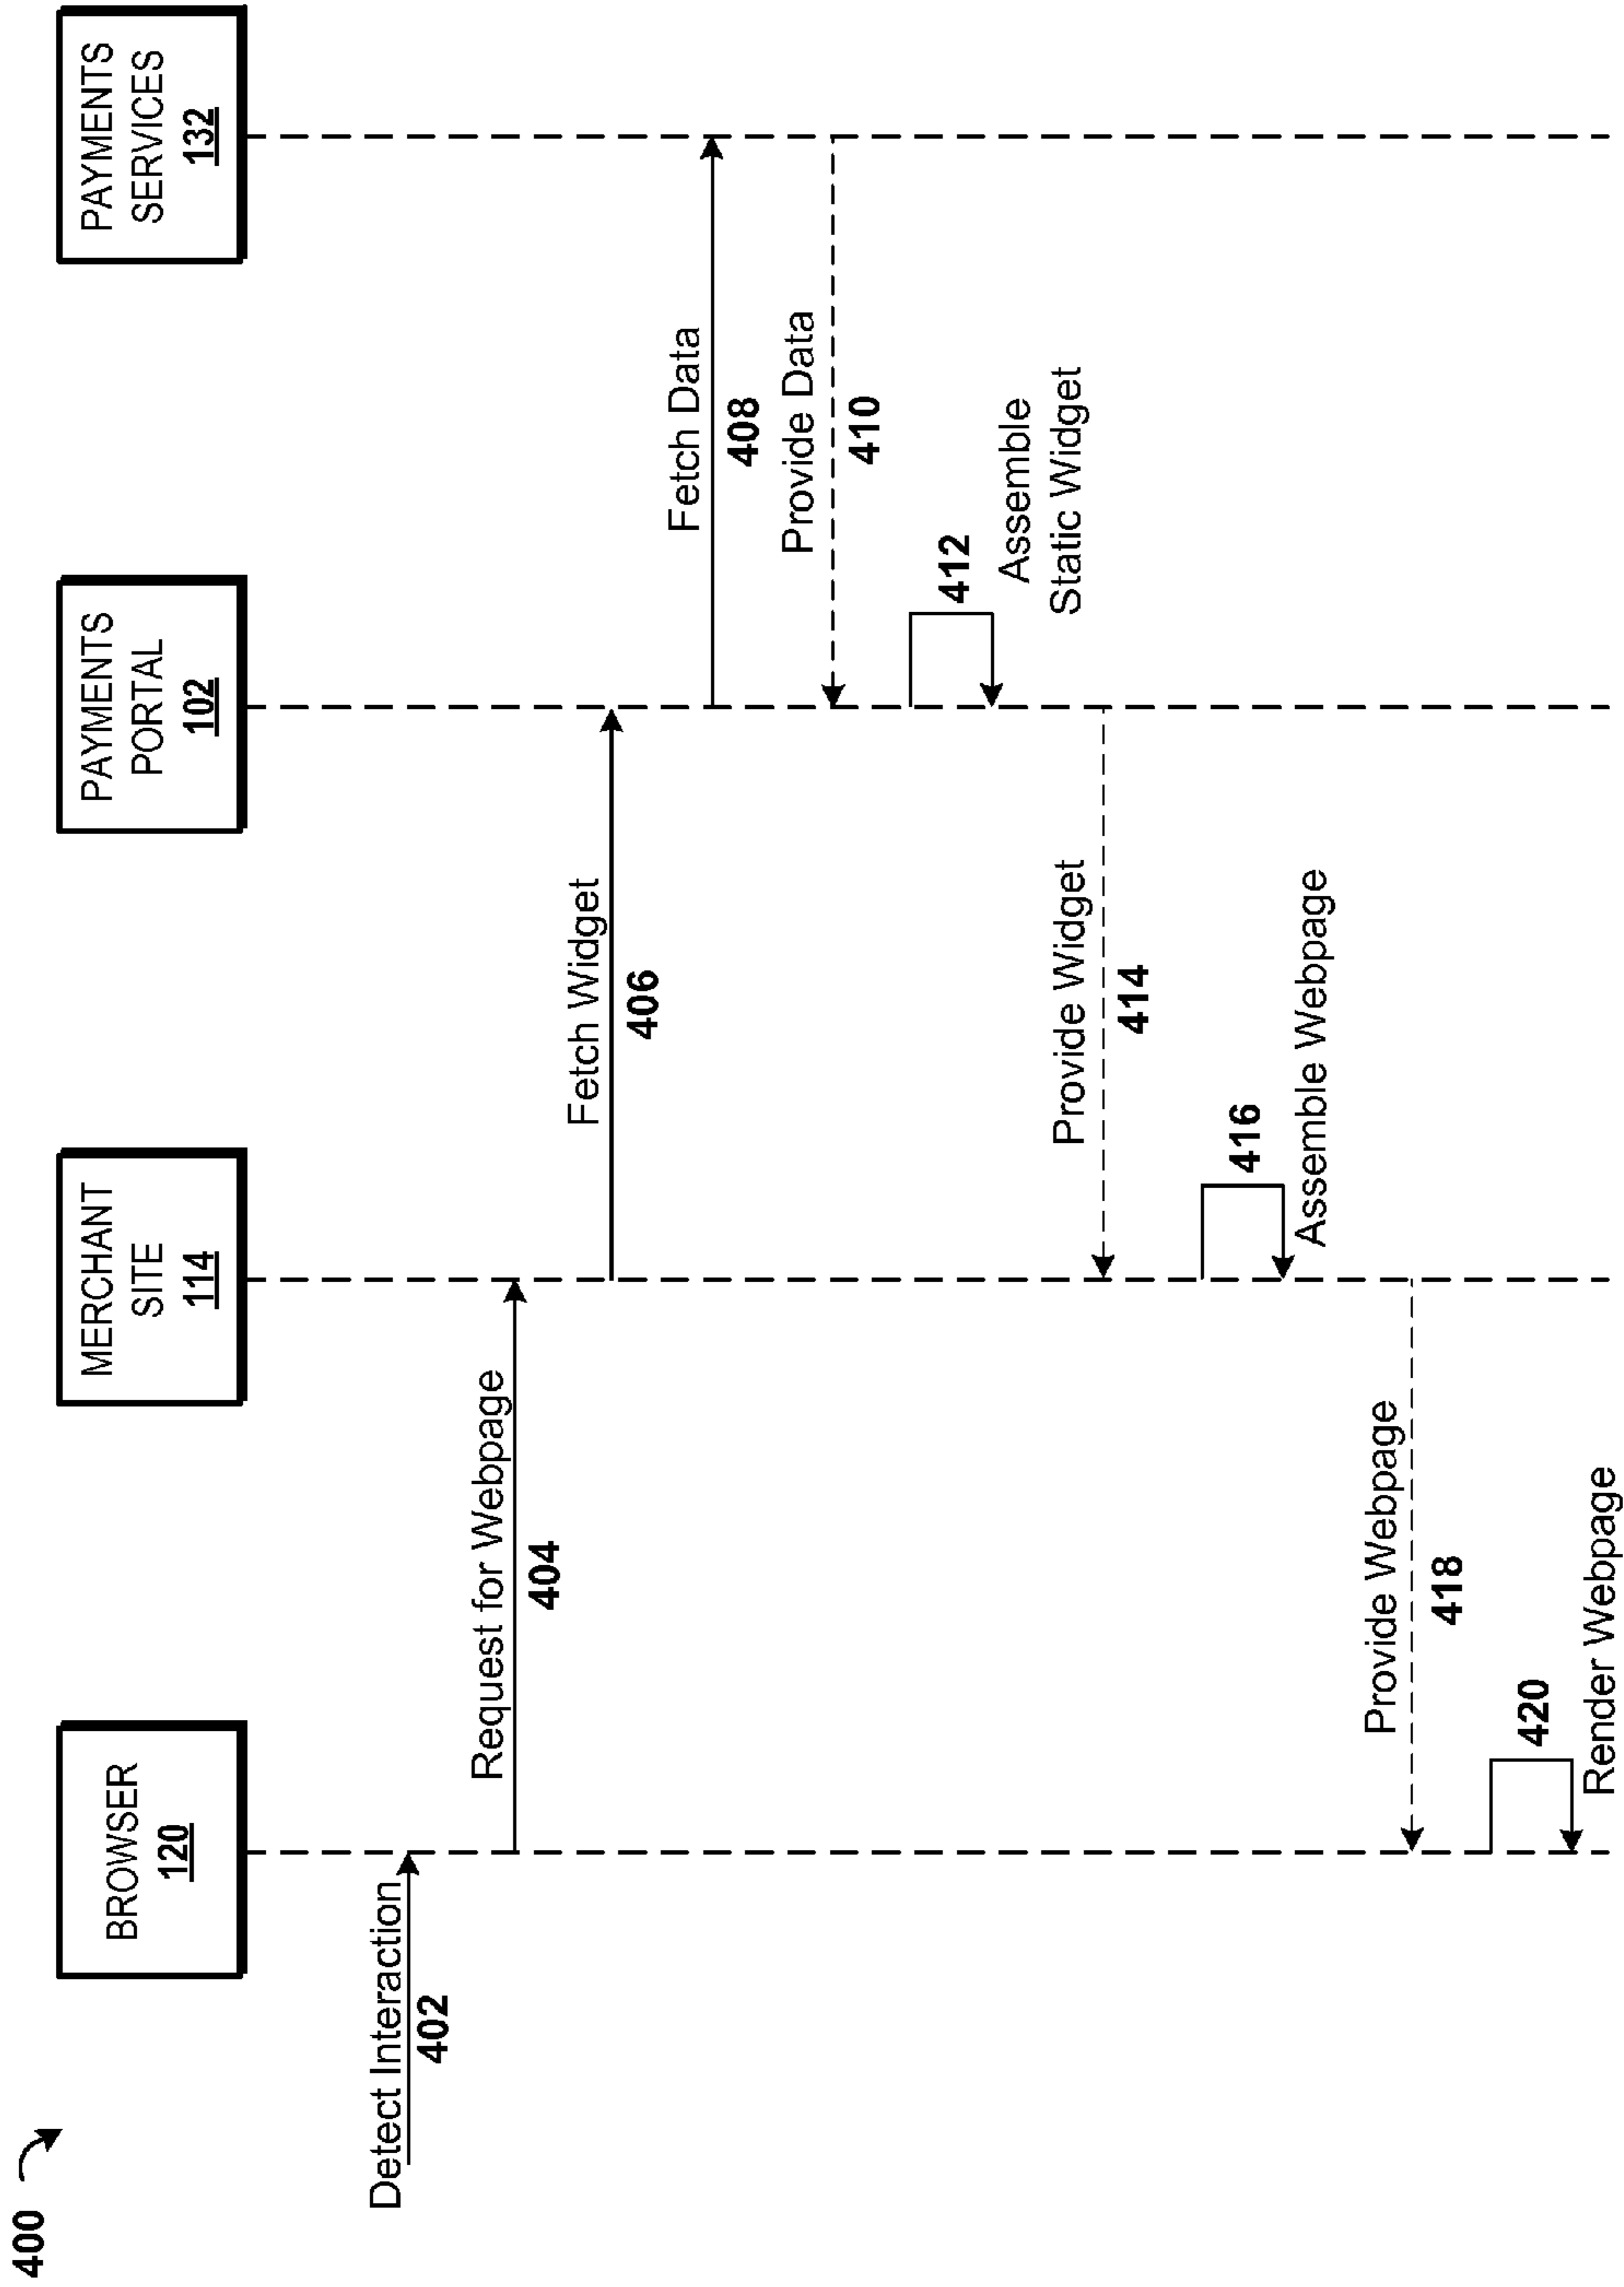 400
BROWSER
120
MERCHANT
SITE
114
PAYMENTS
PORTAL
102
PAYMENTS
SERVICES
132
Detect Interaction
402
Request for Webpage
404
Fetch Widget
406
Fetch Data
408
Provide Data
410
412
Assemble
Static Widget
Provide Widget
414
416
Assemble Webpage
Provide Webpage
418
420
Render Webpage